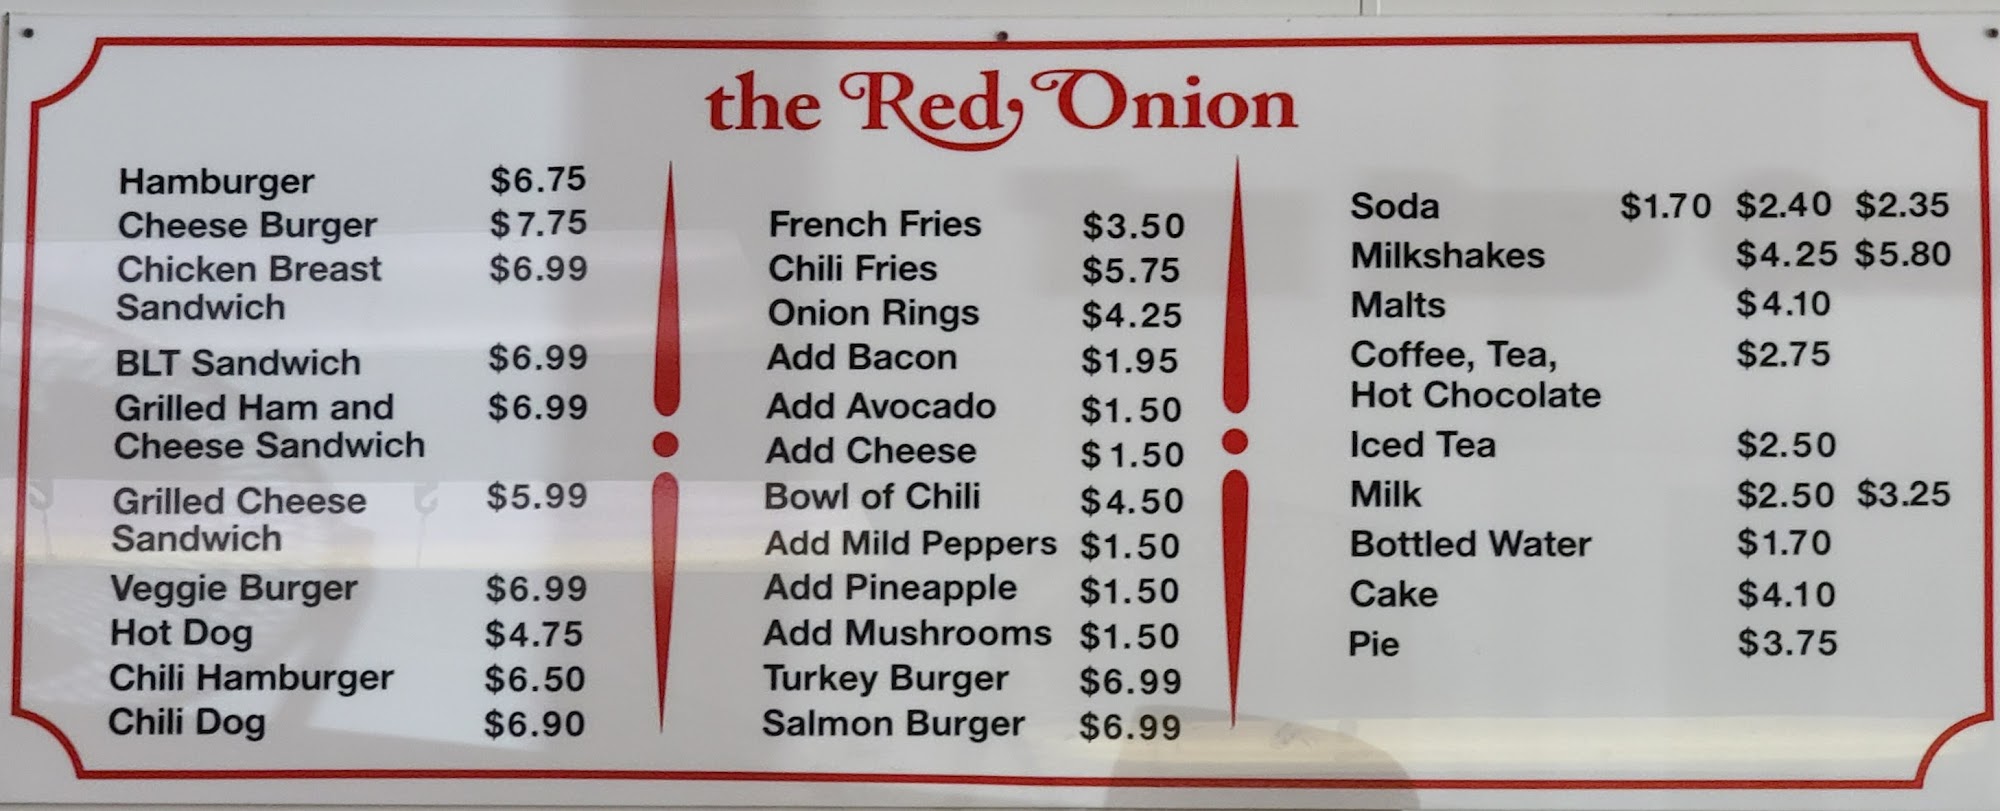 the Red Onion
Hamburger $6.75
Cheese Burger $7.75
Chicken Breast $6.99
Sandwich
BLT Sandwich $6.99
Grilled Ham and $6.99
Cheese Sandwich
Grilled Cheese $5.99
Sandwich
Veggie Burger $6.99
Hot Dog $4.75
Chili Hamburger $6.50
Chili Dog $6.90
French Fries $3.50
Chili Fries $5.75
Onion Rings $4.25
Add Bacon $1.95
Add Avocado $1.50
Add Cheese $1.50
Bowl of Chili $4.50
Add Mild Peppers $1.50
Add Pineapple $1.50
Add Mushrooms $1.50
Turkey Burger $6.99
Salmon Burger $6.99
Soda $1.70 $2.40 $2.35
Milkshakes $4.25 $5.80
Malts $4.10
Coffee, Tea, $2.75
Hot Chocolate
Iced Tea $2.50
Milk $2.50 $3.25
Bottled Water $1.70
Cake $4.10
Pie $3.75